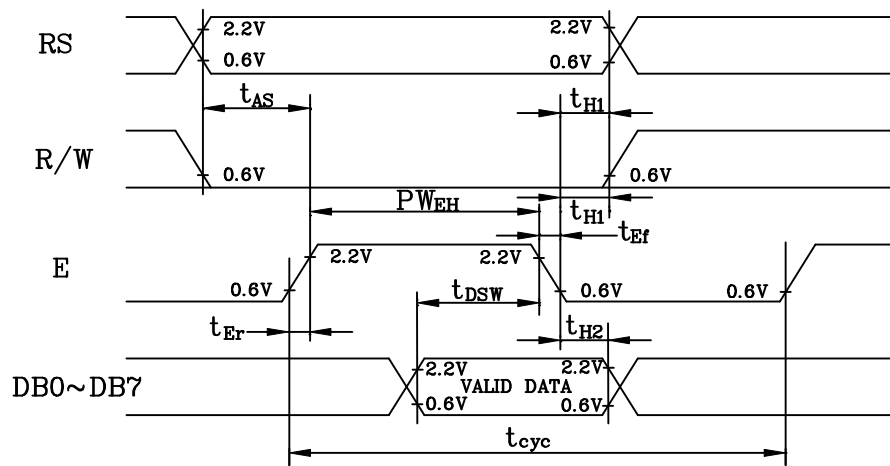 RS 2.2V 2.2V
0.6V 0.6V
tAS tH1
R/W 0.6V 0.6V
PWEH tH1
tEf
E 2.2V 2.2V
0.6V 0.6V 0.6V
tDSW
tEr tH2
2.2V 2.2V
DB0~DB7 VALID DATA
0.6V 0.6V
tcyc